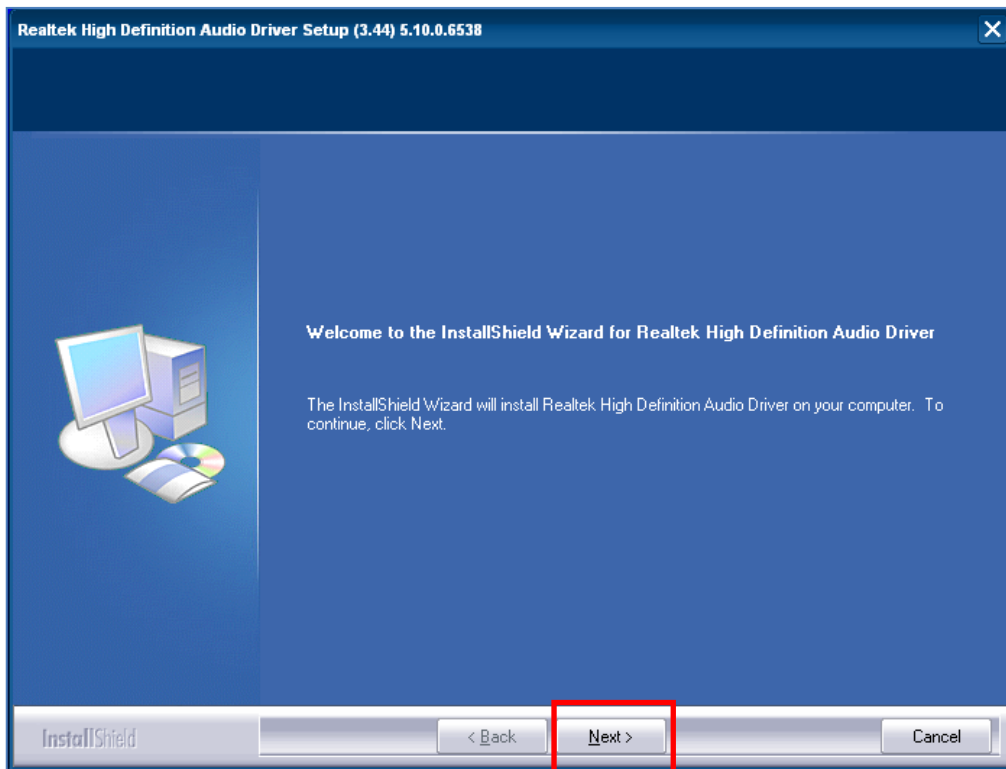 Realtek High Definition Audio Driver Setup (3.44) 5.10.0.6538
Welcome to the InstallShield Wizard for Realtek High Definition Audio Driver
The InstallShield Wizard will install Realtek High Definition Audio Driver on your computer. To
continue, click Next.
InstallShield
< Back
Next >
Cancel